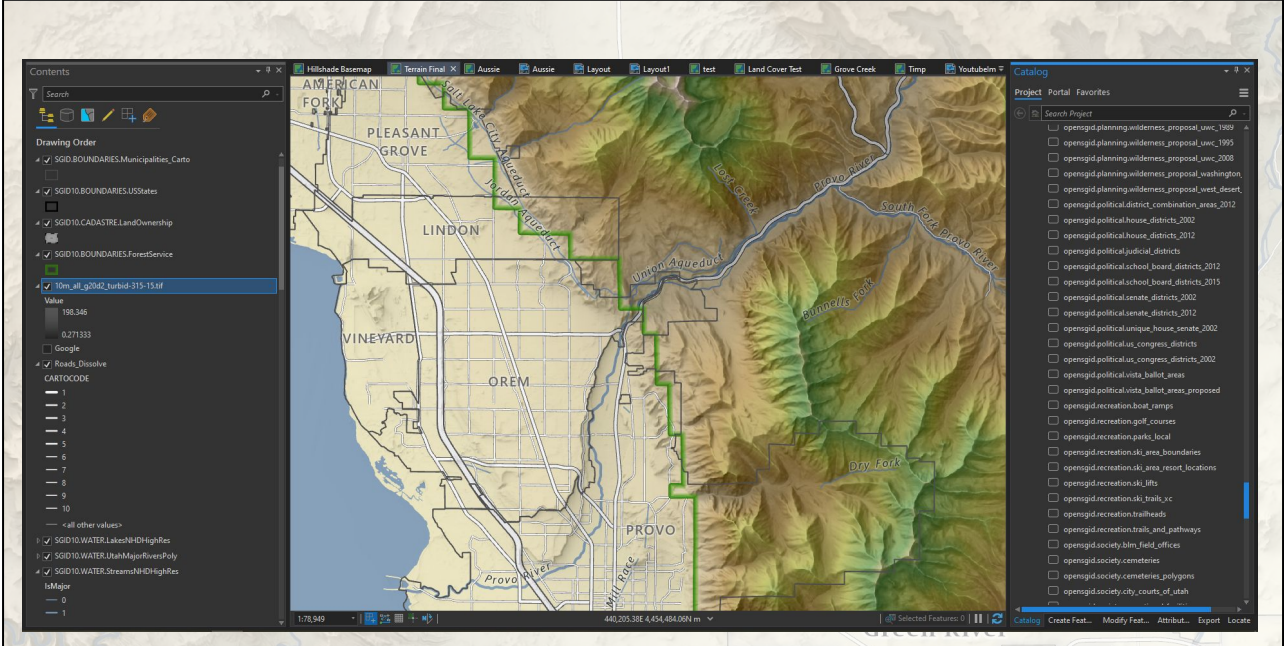 Contents
Search
Drawing Order
SGID.BOUNDARIES.Municipalities_Carto
SGID10.BOUNDARIES.USStates
SGID10.CADASTRE.LandOwnership
SGID10.BOUNDARIES.ForestService
10m_all_g20d2_turbid-315-15.tif
Value
198.346
0.271333
Google
Roads_Dissolve
CARTOCODE
1
2
3
4
5
6
7
8
9
10
<all other values>
SGID10.WATER.LakesNHDHighRes
SGID10.WATER.UtahMajorRiversPoly
SGID10.WATER.StreamsNHDHighRes
IsMajor
0
1
Hillshade Basemap
Terrain Final
Aussie
Aussie
Layout
Layout1
test
Land Cover Test
Grove Creek
Timp
Youtubelm
AMERICAN
FORK
Salt Lake City Aqueduct
PLEASANT
GROVE
Jordan Aqueduct
Lost Creek
Provo River
South Fork Provo River
LINDON
Union Aqueduct
Bunnells Fork
VINEYARD
OREM
Dry Fork
PROVO
Provo River
Mill Race
1:78,949
440,205.38E 4,454,484.06N m
Selected Features: 0
Catalog
Project Portal Favorites
Search Project
opensgid.planning.wilderness_proposal_uwc_1989
opensgid.planning.wilderness_proposal_uwc_1995
opensgid.planning.wilderness_proposal_uwc_2008
opensgid.planning.wilderness_proposal_washington_
opensgid.planning.wilderness_proposal_west_desert_
opensgid.political.district_combination_areas_2012
opensgid.political.house_districts_2002
opensgid.political.house_districts_2012
opensgid.political.judicial_districts
opensgid.political.school_board_districts_2012
opensgid.political.school_board_districts_2015
opensgid.political.senate_districts_2002
opensgid.political.senate_districts_2012
opensgid.political.unique_house_senate_2002
opensgid.political.us_congress_districts
opensgid.political.us_congress_districts_2002
opensgid.political.vista_ballot_areas
opensgid.political.vista_ballot_areas_proposed
opensgid.recreation.boat_ramps
opensgid.recreation.golf_courses
opensgid.recreation.parks_local
opensgid.recreation.ski_area_boundaries
opensgid.recreation.ski_area_resort_locations
opensgid.recreation.ski_lifts
opensgid.recreation.ski_trails_xc
opensgid.recreation.trailheads
opensgid.recreation.trails_and_pathways
opensgid.society.blm_field_offices
opensgid.society.cemeteries
opensgid.society.cemeteries_polygons
opensgid.society.city_courts_of_utah
Catalog Create Feat... Modify Feat... Attribut... Export Locate
Green River